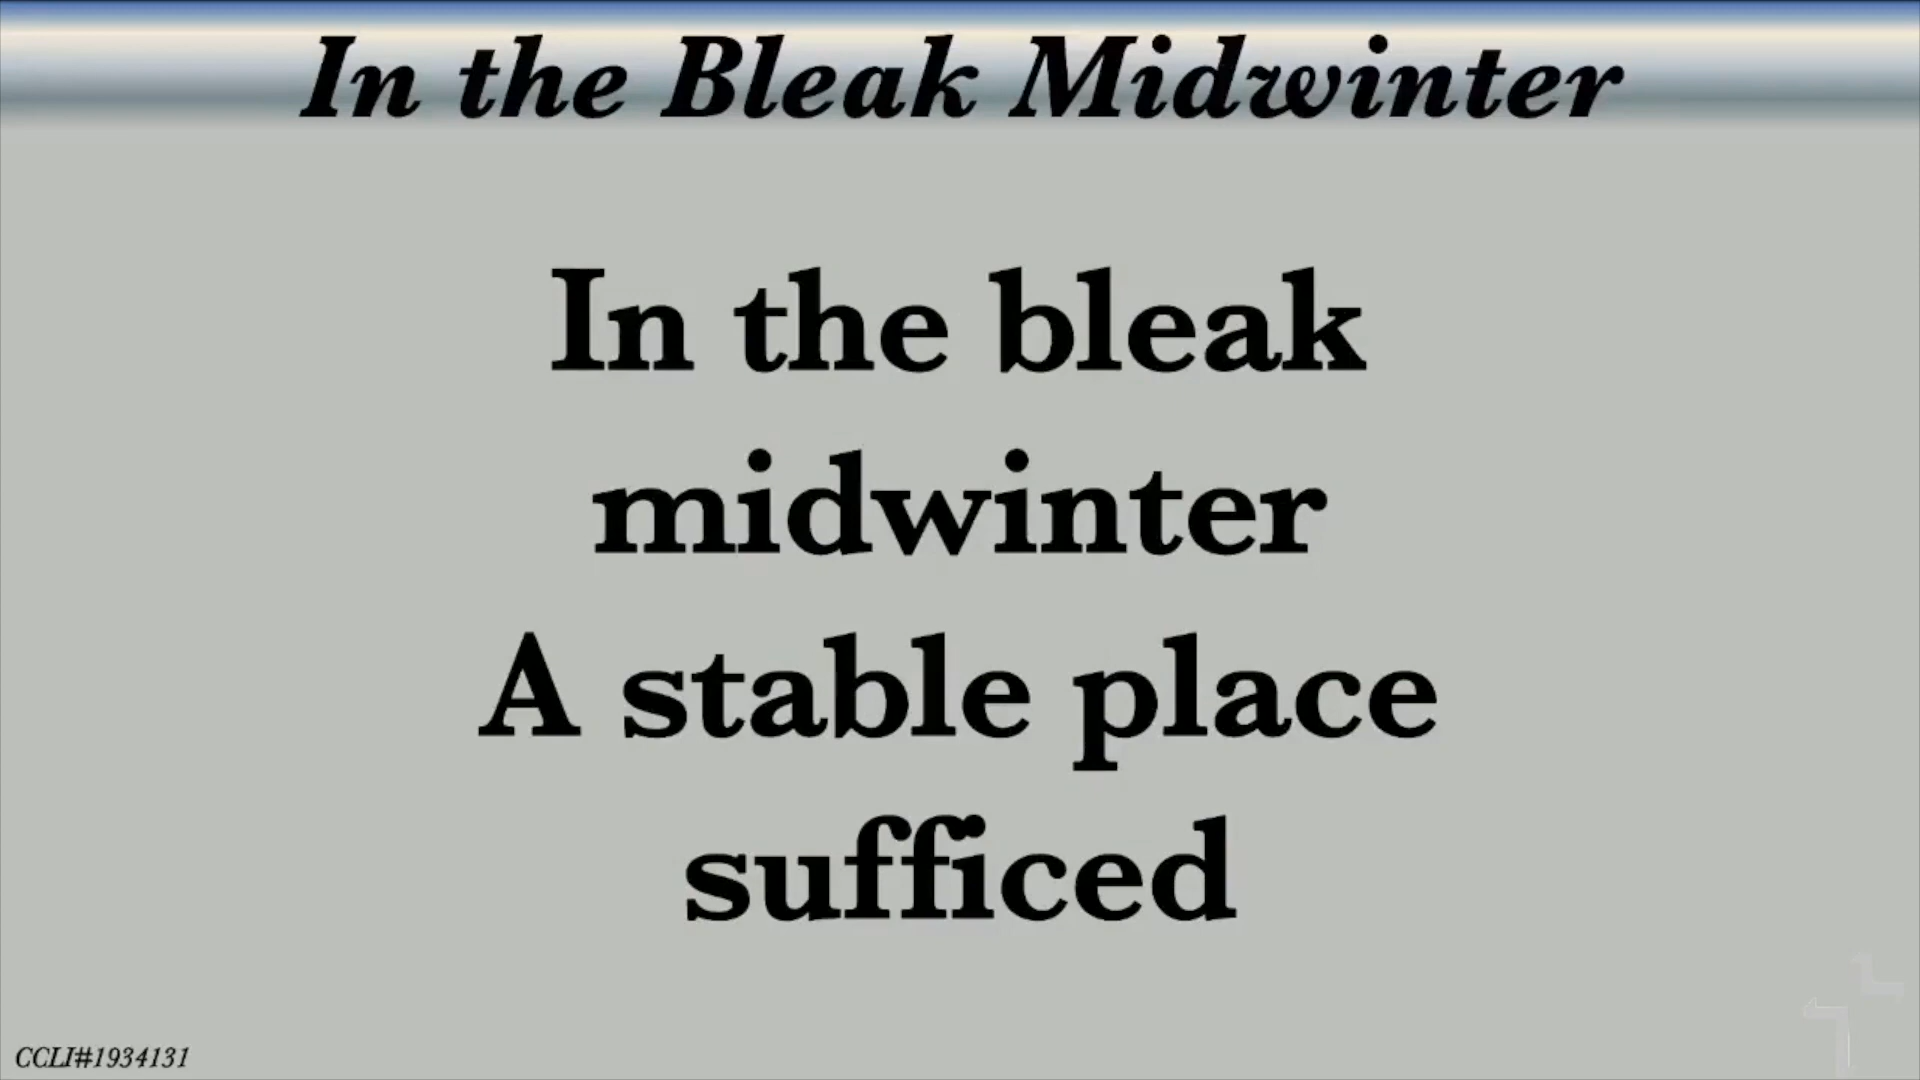 In the Bleak Midwinter
In the bleak
midwinter
A stable place
sufficed
CCLI#1934131